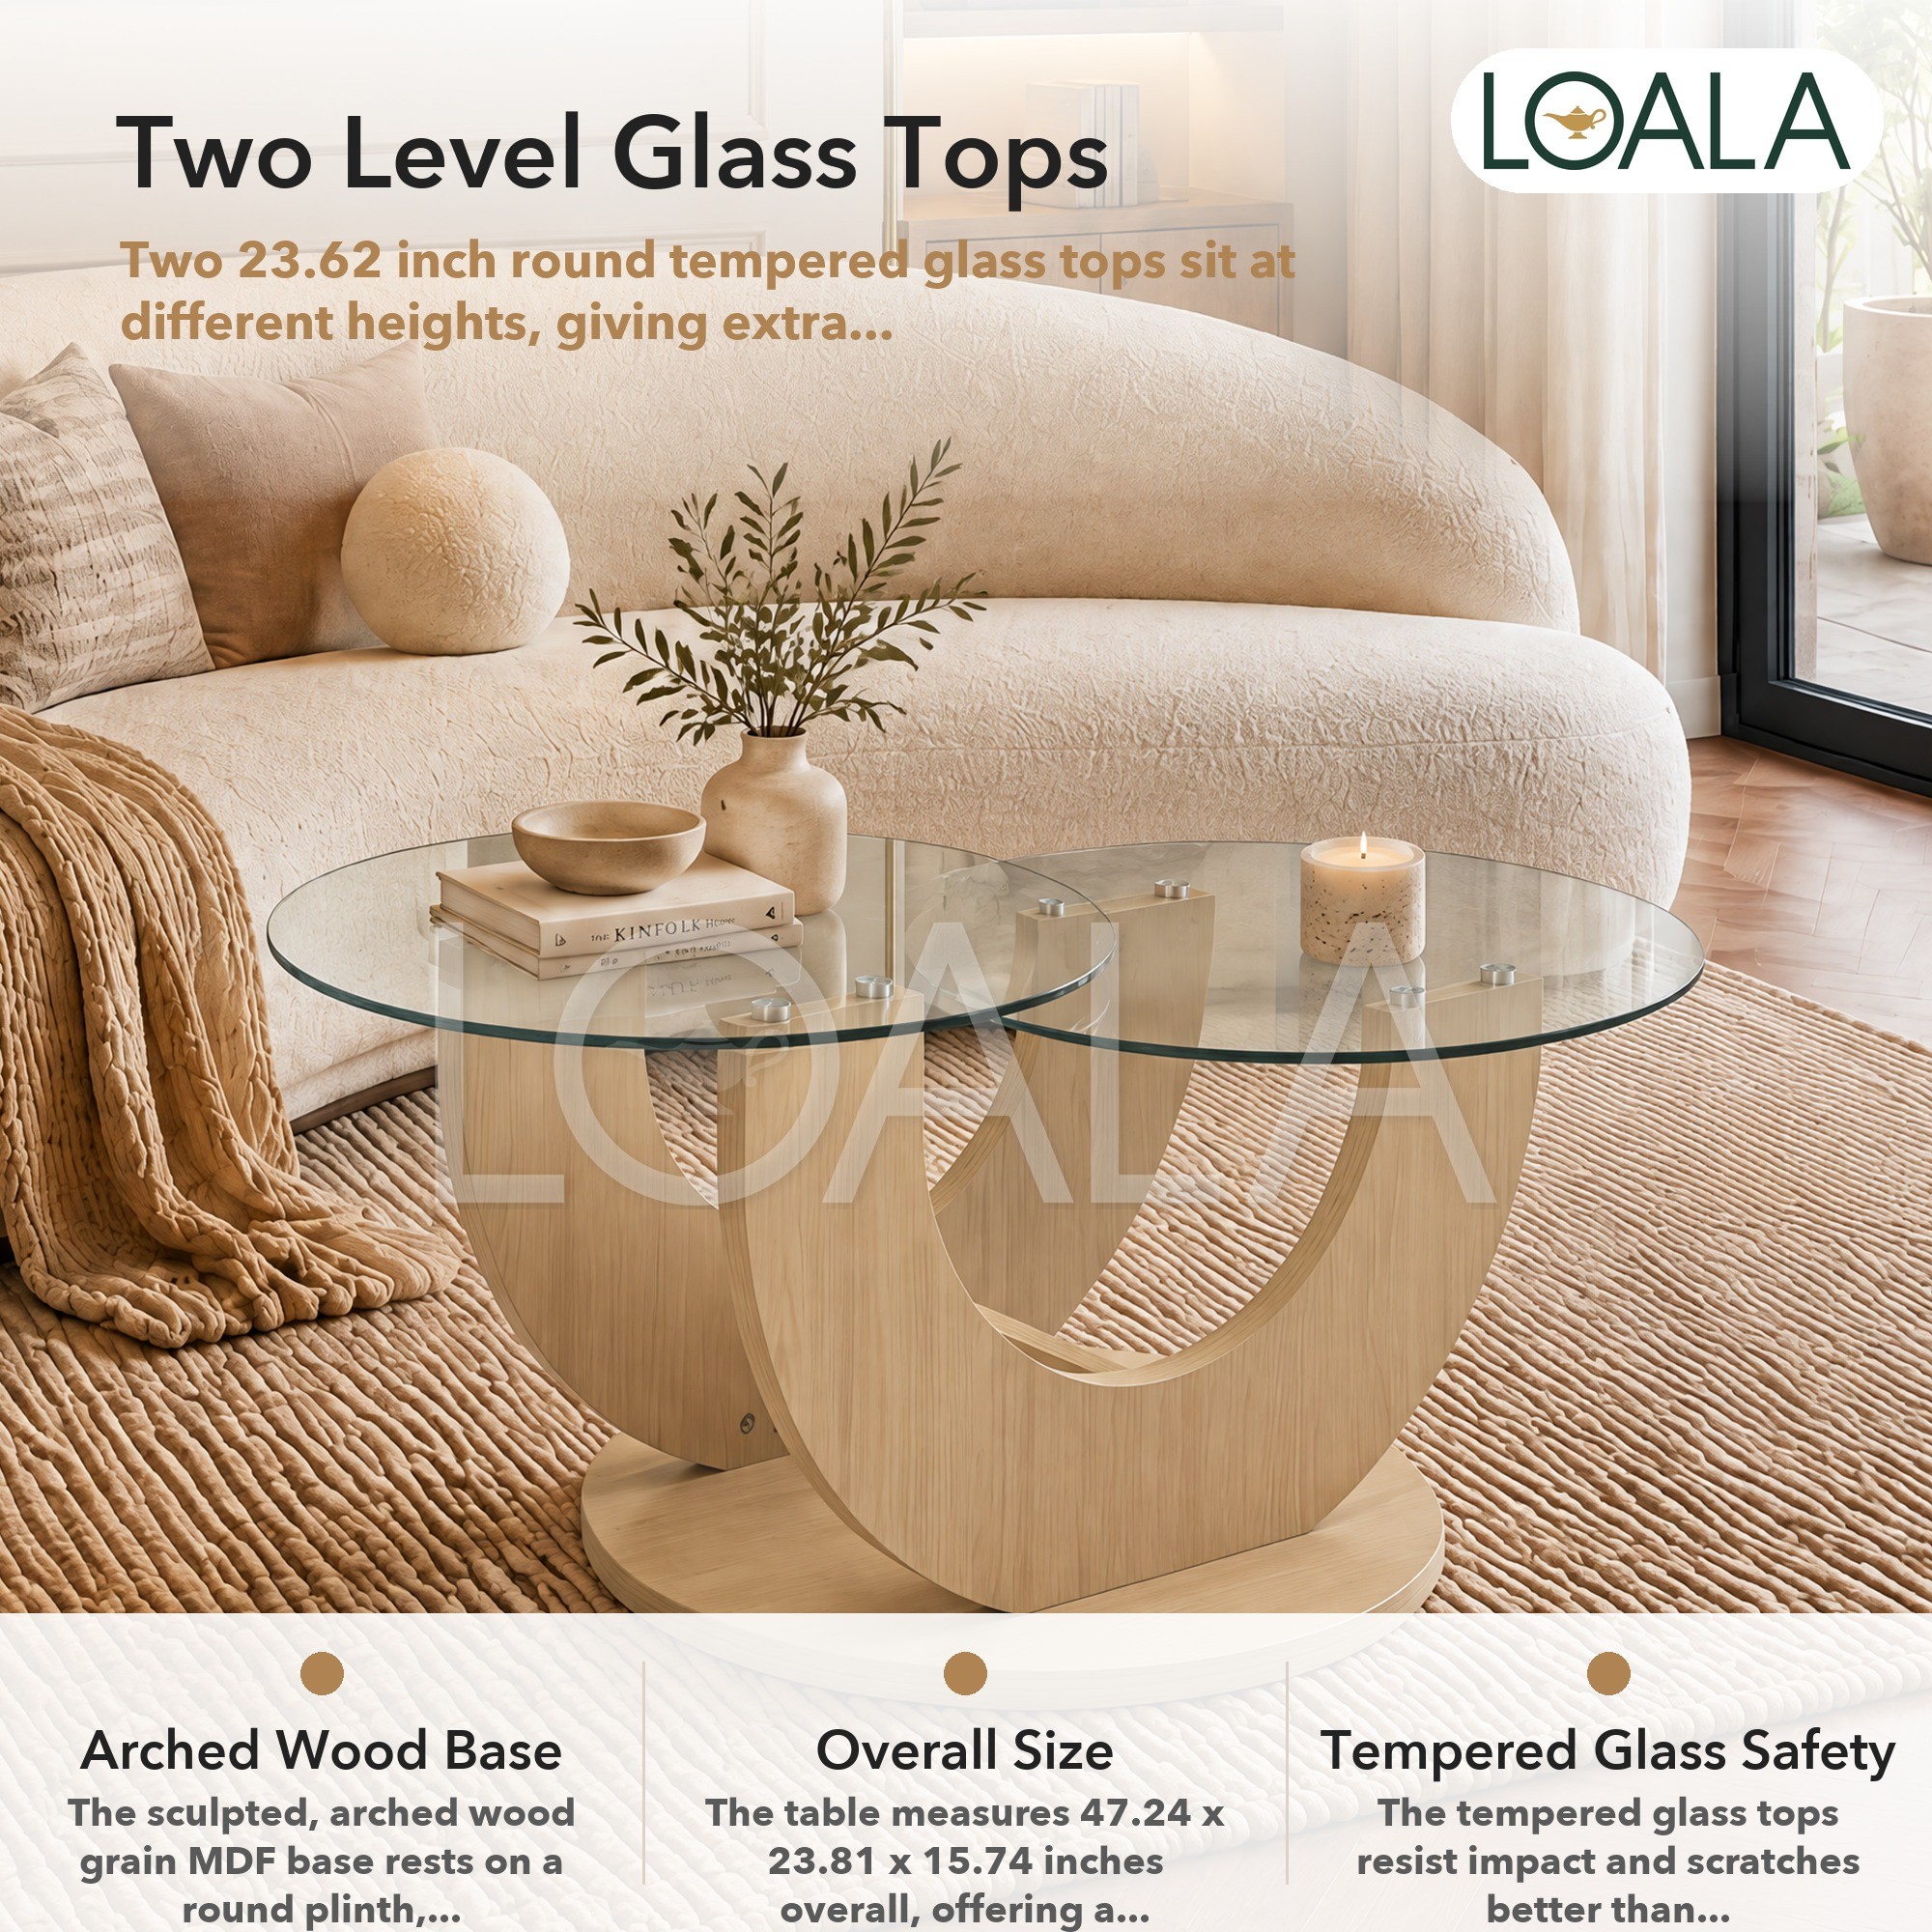 LOALA
Two Level Glass Tops
Two 23.62 inch round tempered glass tops sit at
different heights, giving extra...
KINFOLK
LOALA
Arched Wood Base
The sculpted, arched wood
grain MDF base rests on a
round plinth,...
Overall Size
The table measures 47.24 x
23.81 x 15.74 inches
overall, offering a...
Tempered Glass Safety
The tempered glass tops
resist impact and scratches
better than...